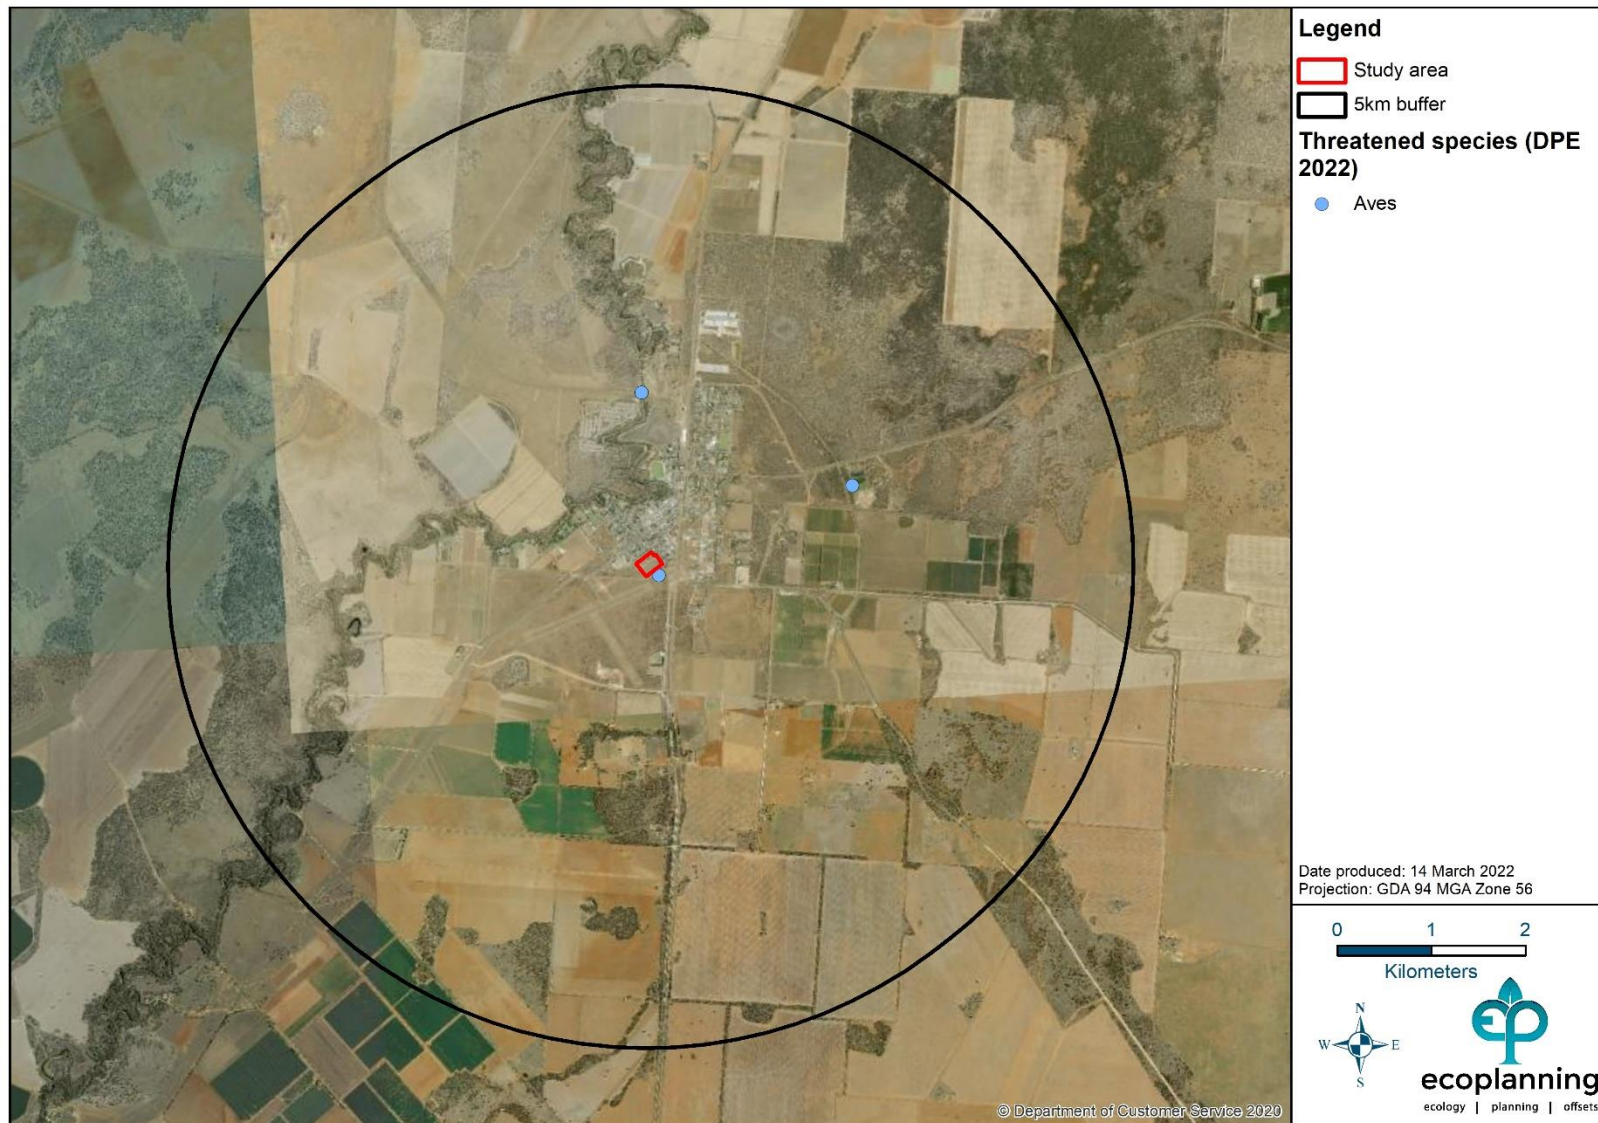 Legend
Study area
5km buffer
Threatened species (DPE
2022)
Aves
Date produced: 14 March 2022
Projection: GDA 94 MGA Zone 56
0 1 2
Kilometers
N
W E
S
ep
ecoplanning
ecology | planning | offsets
© Department of Customer Service 2020